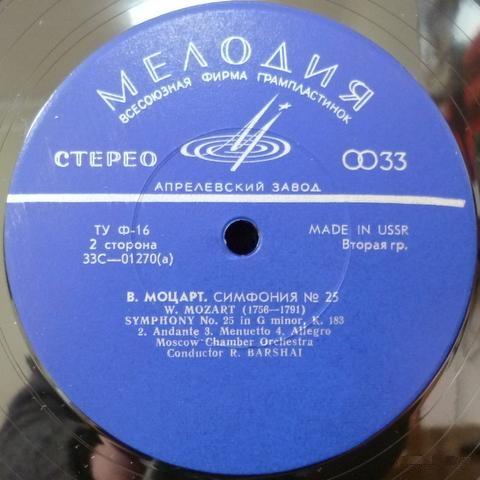 МЕЛОДИЯ
ВСЕСОЮЗНАЯ ФИРМА ГРАМПЛАСТИНОК
СТЕРЕО
33
АПРЕЛЕВСКИЙ ЗАВОД
ТУ Ф-16
2 сторона
33С—01270(а)
MADE IN USSR
Вторая гр.
В. МОЦАРТ. СИМФОНИЯ № 25
W. MOZART (1756—1791)
SYMPHONY No. 25 in G minor, K. 183
2. Andante 3. Menuetto 4. Allegro
Moscow Chamber Orchestra
Conductor R. BARSHAI